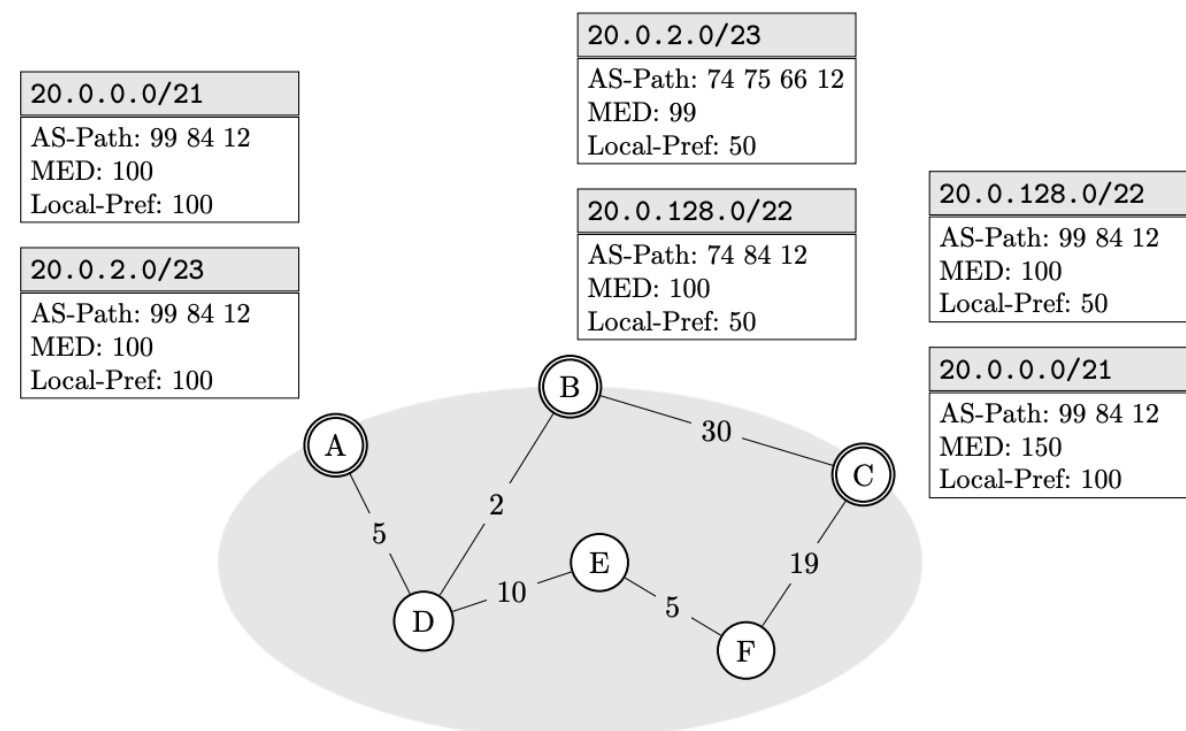 20.0.0.0/21
AS-Path: 99 84 12
MED: 100
Local-Pref: 100
20.0.2.0/23
AS-Path: 99 84 12
MED: 100
Local-Pref: 100
20.0.2.0/23
AS-Path: 74 75 66 12
MED: 99
Local-Pref: 50
20.0.128.0/22
AS-Path: 74 84 12
MED: 100
Local-Pref: 50
20.0.128.0/22
AS-Path: 99 84 12
MED: 100
Local-Pref: 50
20.0.0.0/21
AS-Path: 99 84 12
MED: 150
Local-Pref: 100
B
A
30
C
2
5
E
19
10
5
D
F